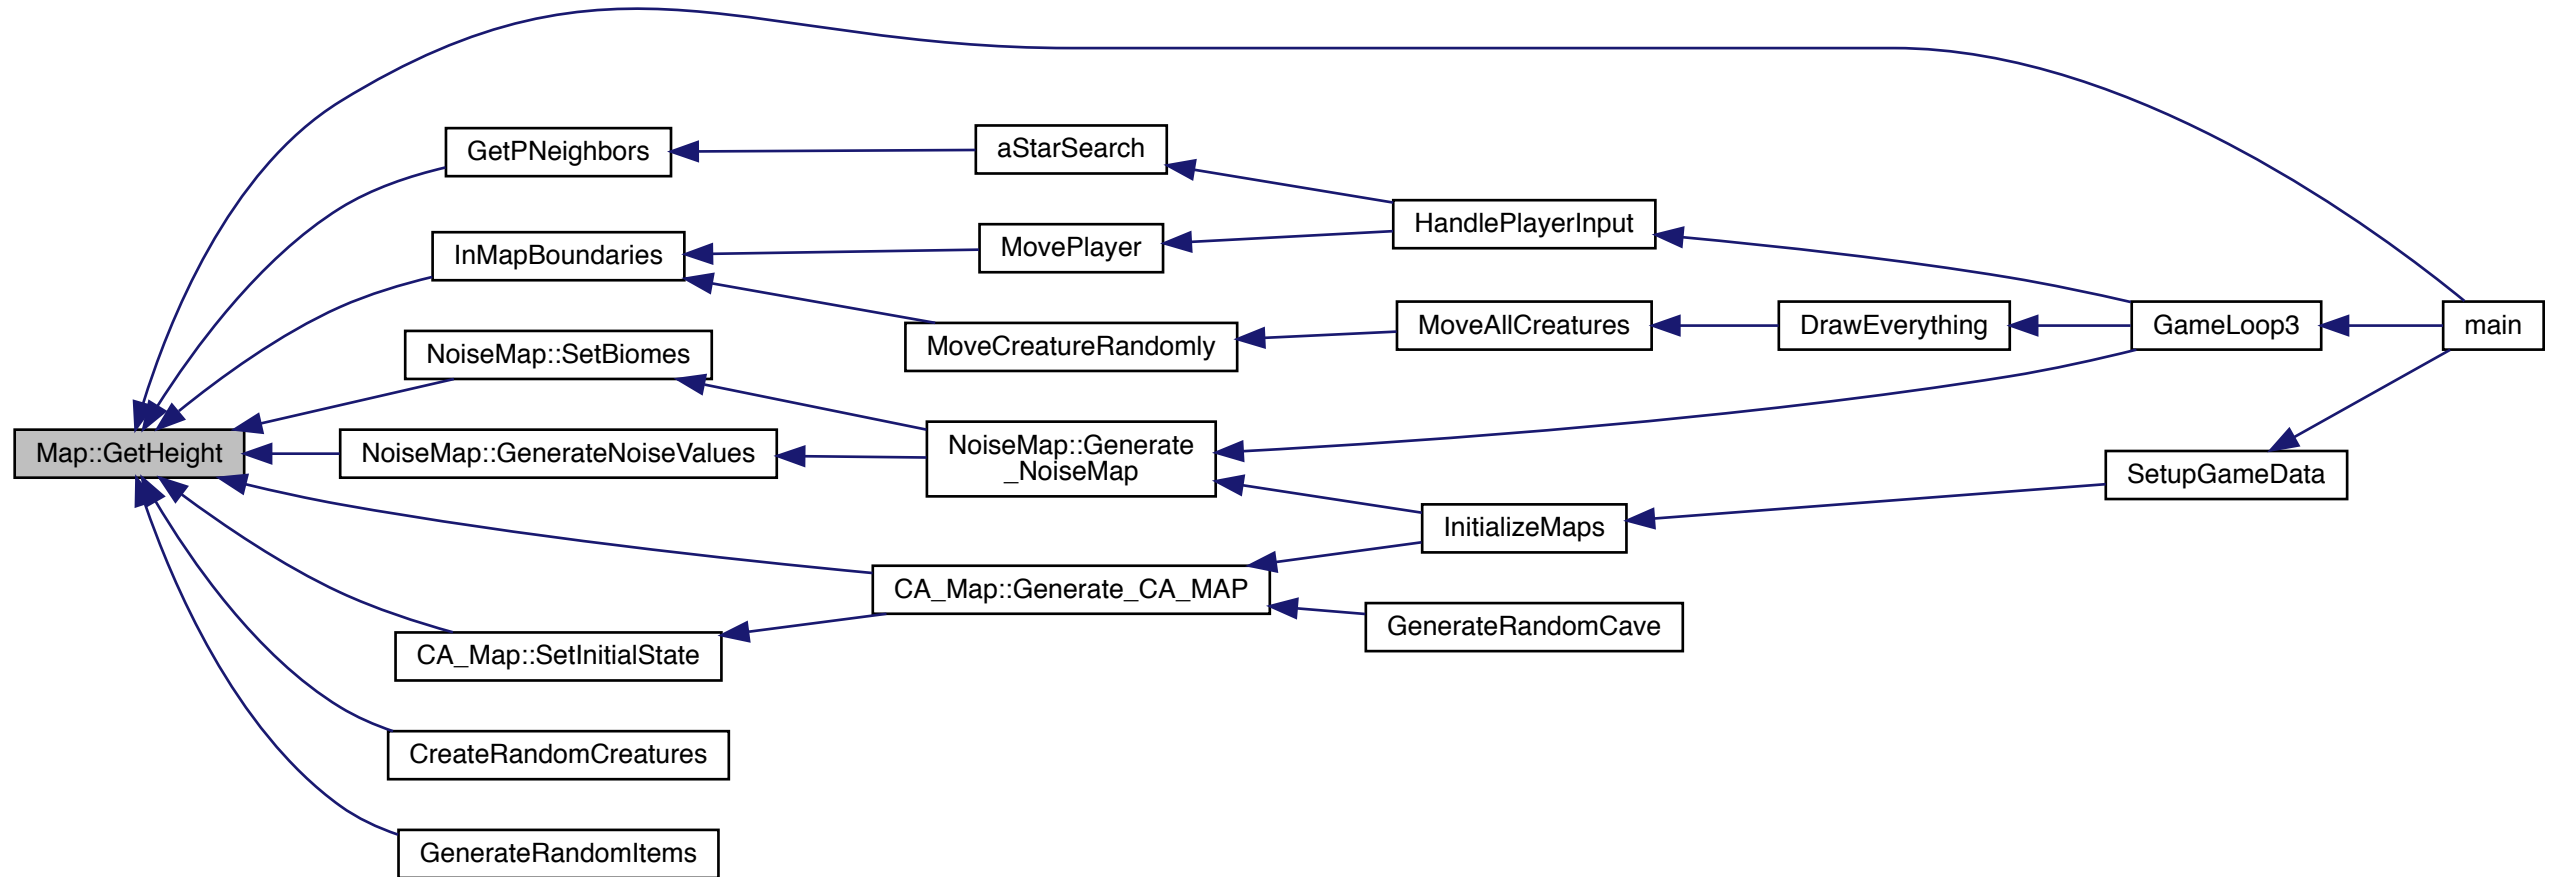 GetPNeighbors
aStarSearch
HandlePlayerInput
InMapBoundaries
MovePlayer
MoveAllCreatures
DrawEverything
GameLoop3
main
NoiseMap::SetBiomes
MoveCreatureRandomly
Map::GetHeight
NoiseMap::GenerateNoiseValues
NoiseMap::Generate
_NoiseMap
SetupGameData
InitializeMaps
CA_Map::Generate_CA_MAP
GenerateRandomCave
CA_Map::SetInitialState
CreateRandomCreatures
GenerateRandomItems